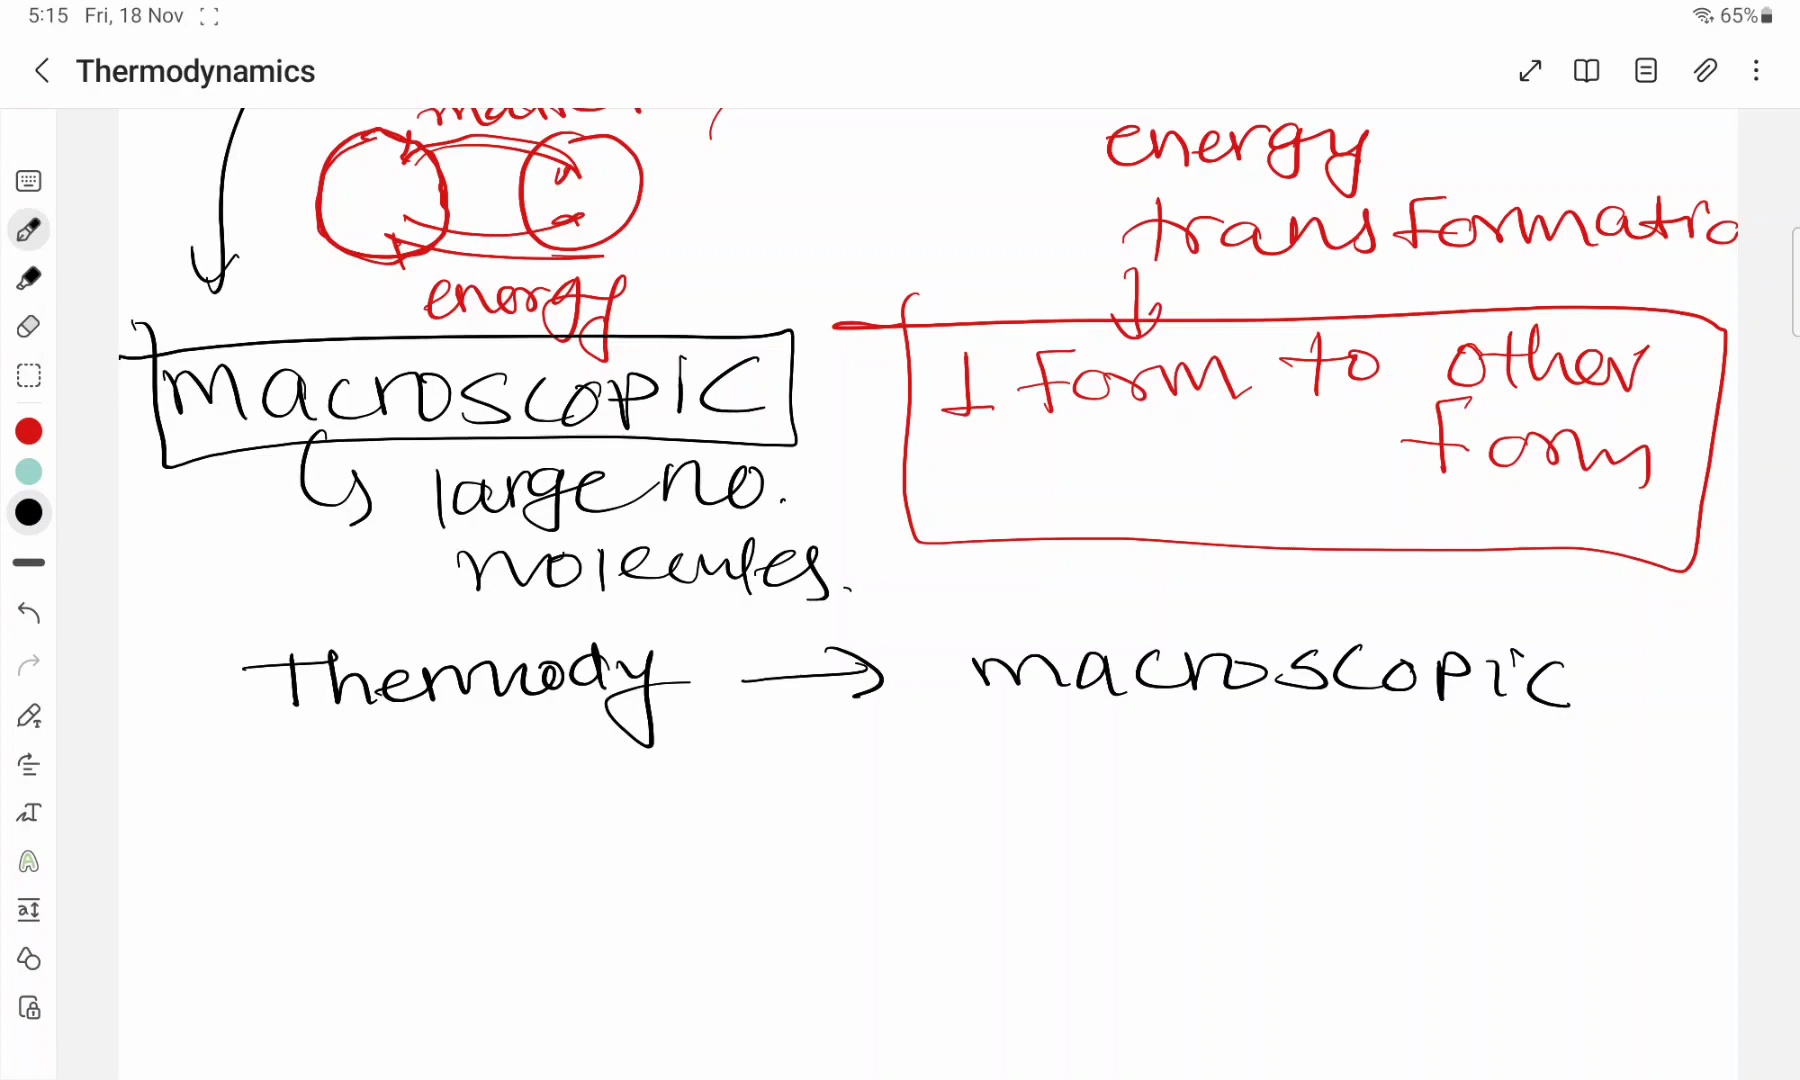 5:15 Fri, 18 Nov
65%
Thermodynamics
energy
transformatio
energy
macroscopic
1 Form to other
Form
large no.
molecules.
Thermody → macroscopic